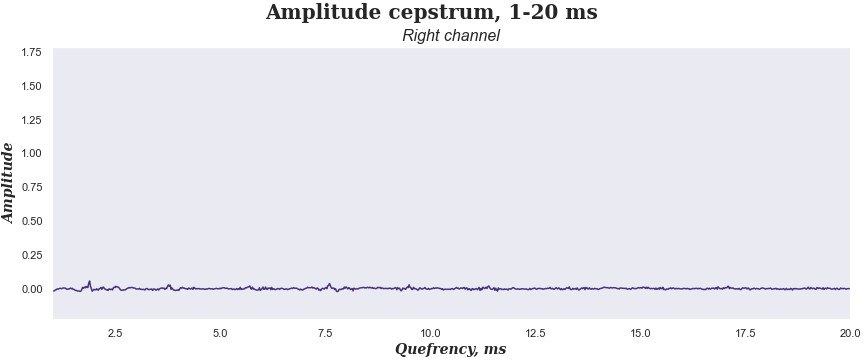 Amplitude cepstrum, 1-20 ms
Right channel
1.75
1.50
1.25
1.00
0.75
0.50
0.25
0.00
Amplitude
2.5 5.0 7.5 10.0 12.5 15.0 17.5 20.0
Quefrency, ms